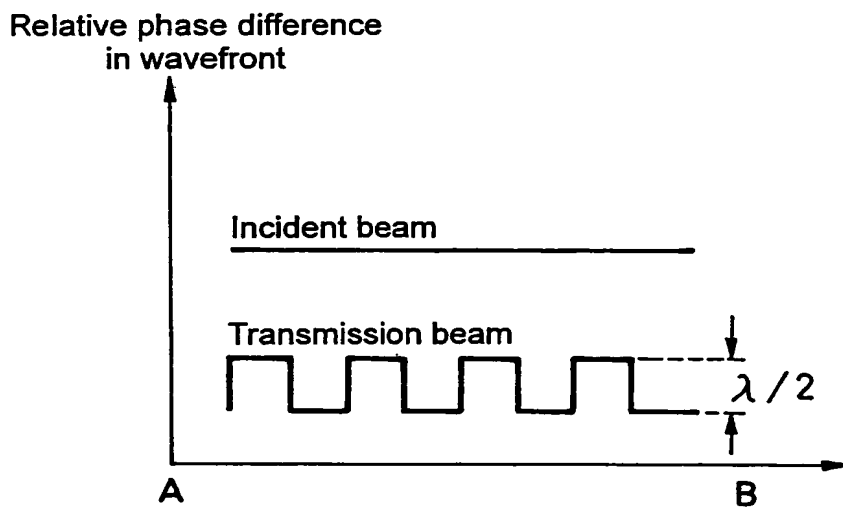 Relative phase difference
in wavefront
Incident beam
Transmission beam
λ/2
A
B